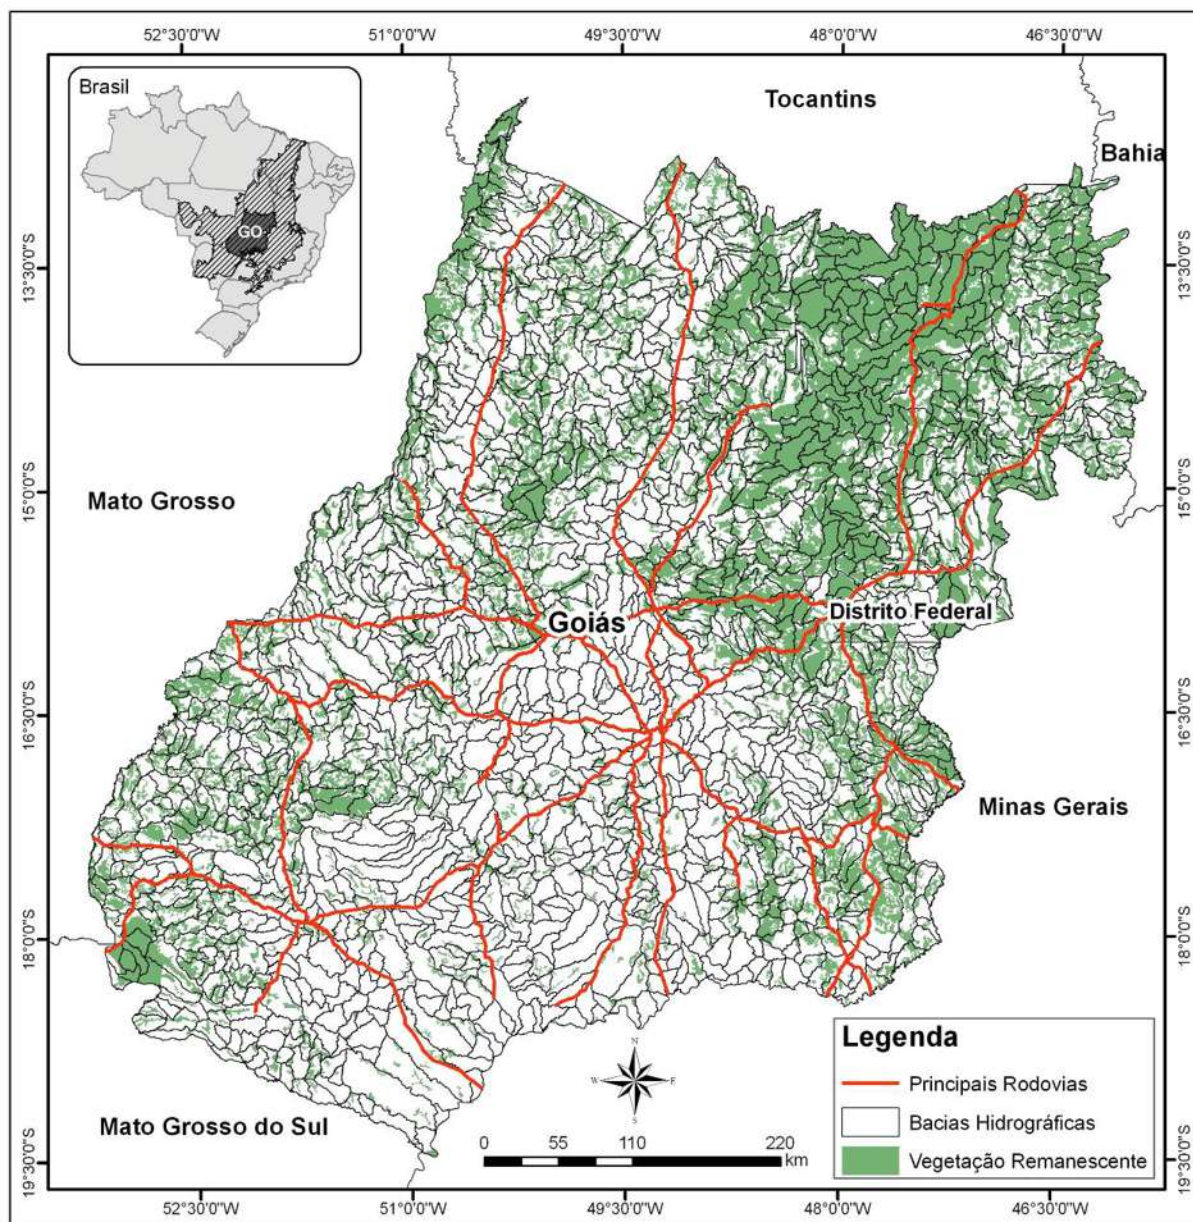 52°30'0"W 51°0'0"W 49°30'0"W 48°0'0"W 46°30'0"W
Brasil
GO
Tocantins
Bahia
13°30'0"S
13°30'0"S
Mato Grosso
15°0'0"S
15°0'0"S
Goiás
Distrito Federal
16°30'0"S
16°30'0"S
Minas Gerais
18°0'0"S
18°0'0"S
Mato Grosso do Sul
N
W
E
S
0 55 110 220
km
Legenda
Principais Rodovias
Bacias Hidrográficas
Vegetação Remanescente
19°30'0"S
19°30'0"S
52°30'0"W 51°0'0"W 49°30'0"W 48°0'0"W 46°30'0"W